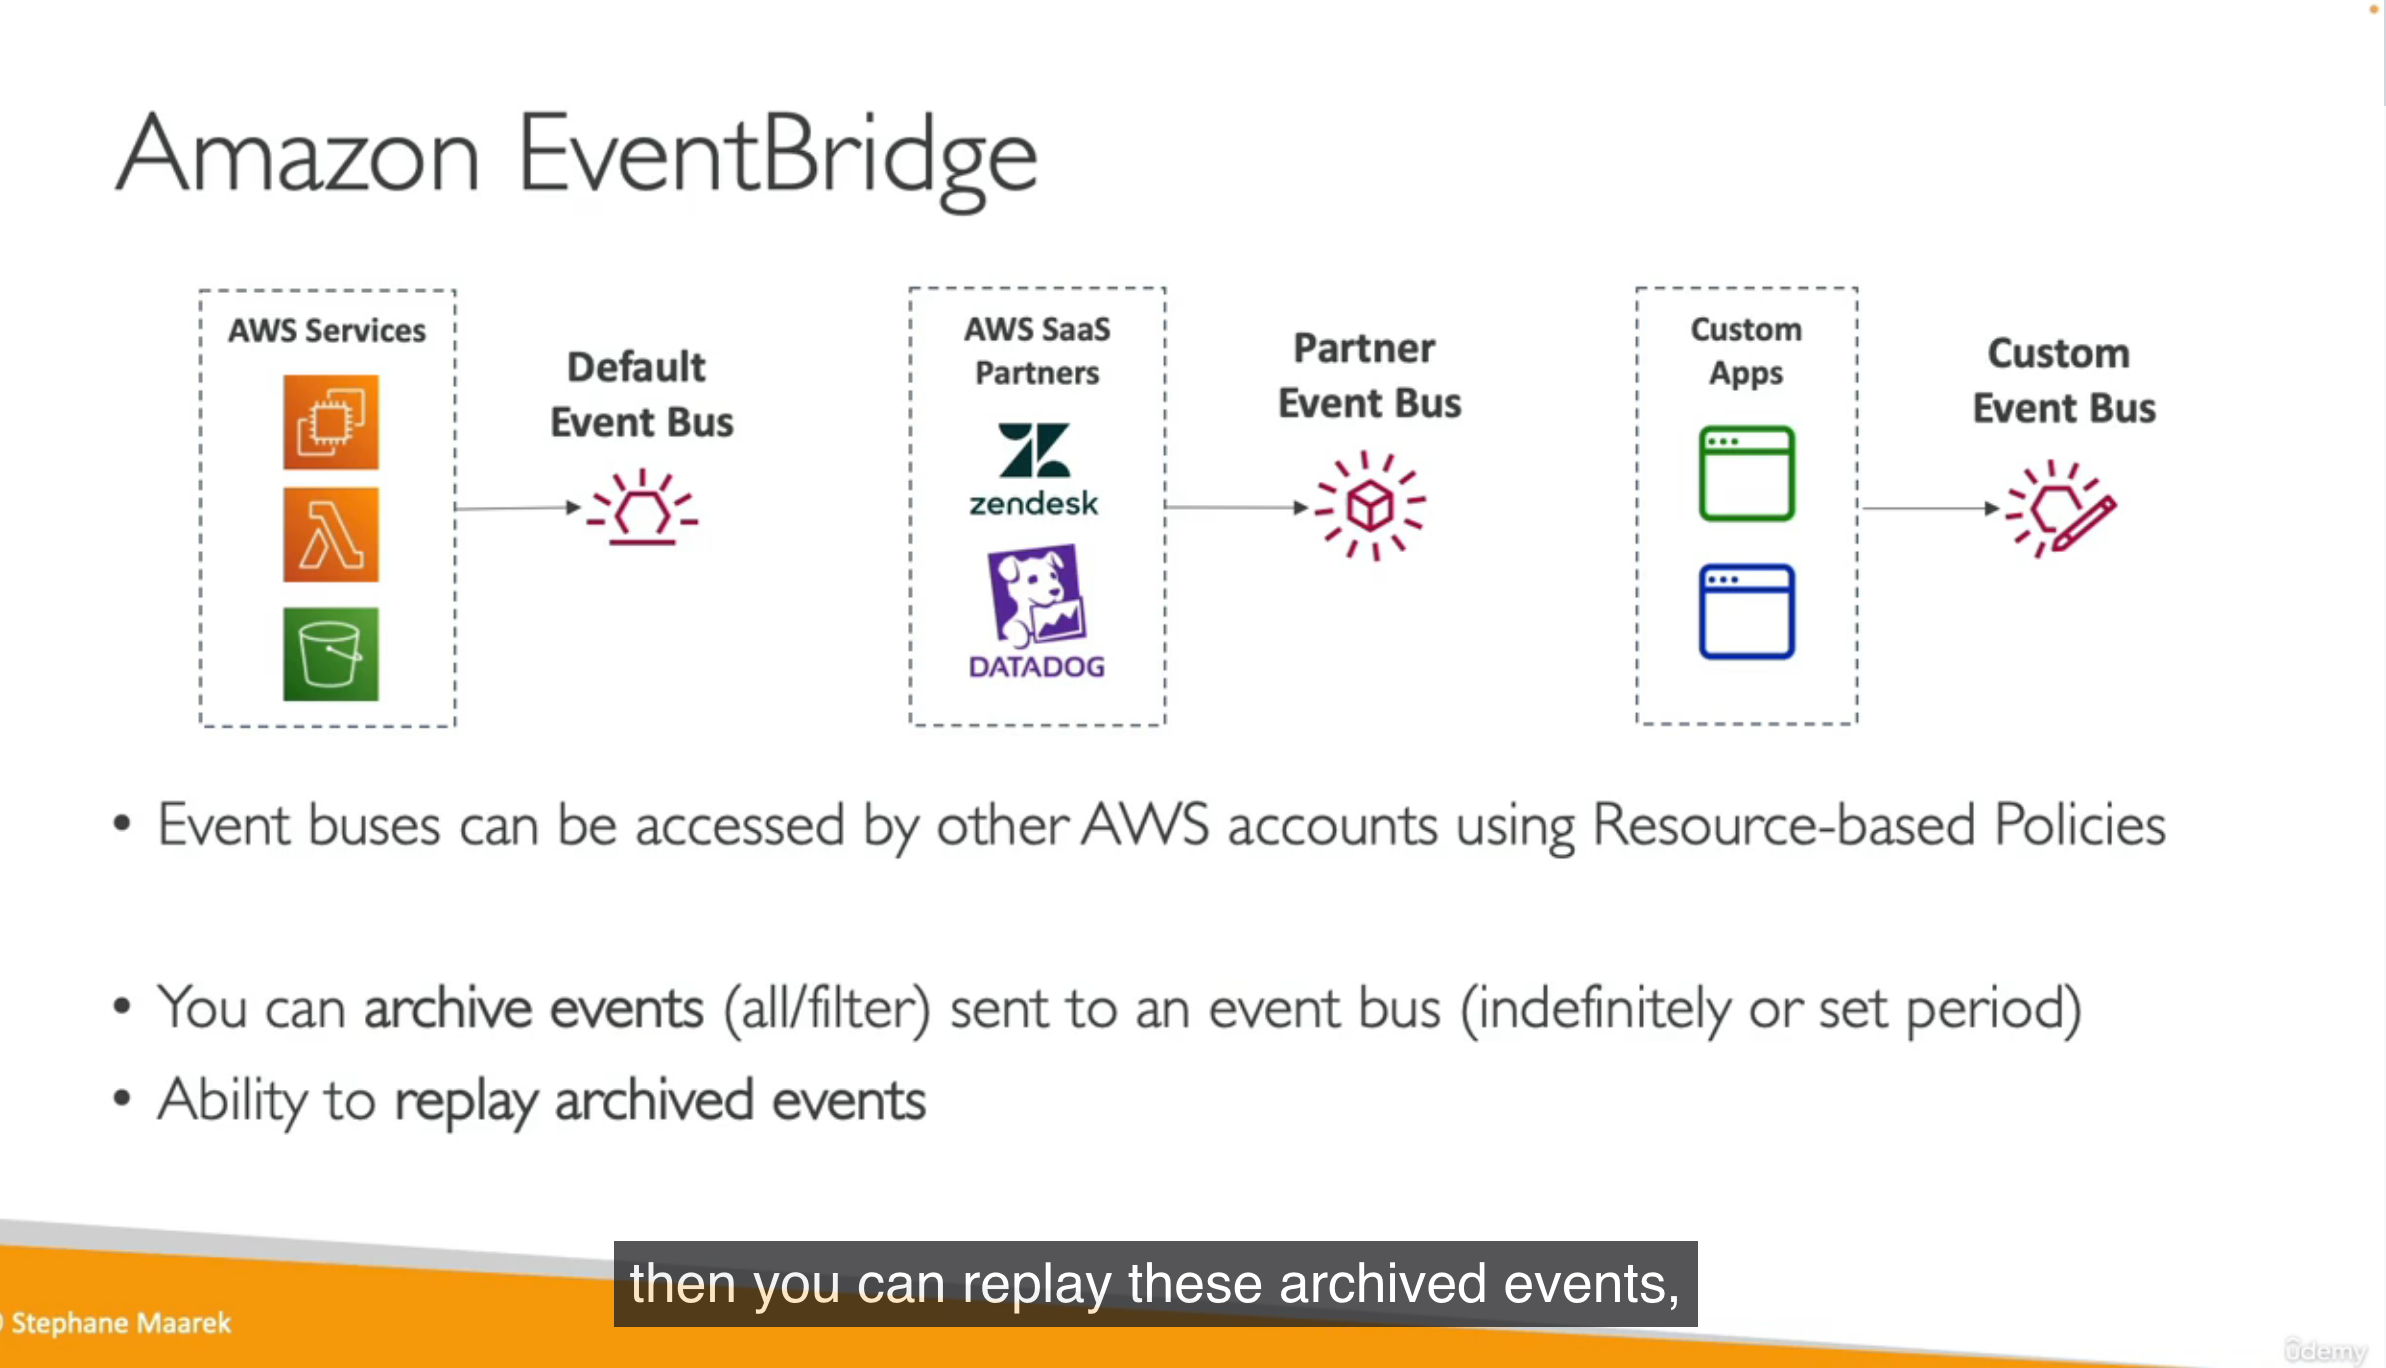 Amazon EventBridge
AWS Services
Default
Event Bus
AWS SaaS
Partners
zendesk
DATADOG
Partner
Event Bus
Custom
Apps
Custom
Event Bus
• Event buses can be accessed by other AWS accounts using Resource-based Policies
• You can archive events (all/filter) sent to an event bus (indefinitely or set period)
• Ability to replay archived events
then you can replay these archived events,
Stephane Maarek
ûdemy